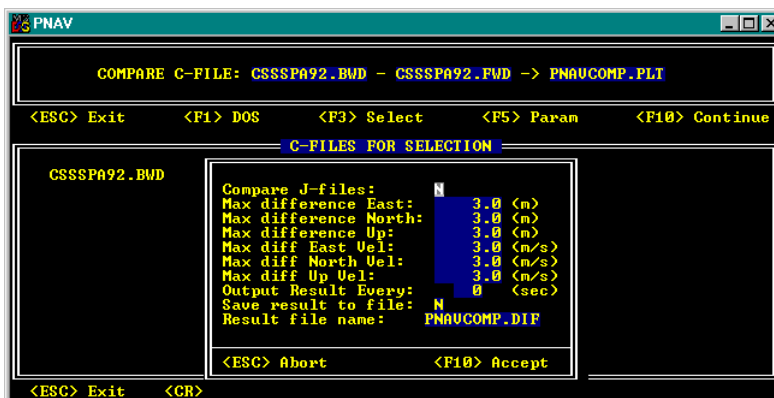 PNAV
COMPARE C-FILE: CSSSPA92.BWD - CSSSPA92.FWD -> PNAVCOMP.PLT
<ESC> Exit <F1> DOS <F3> Select <F5> Param <F10> Continue
C-FILES FOR SELECTION
CSSSPA92.BWD
Compare J-files: N
Max difference East: 3.0 (m)
Max difference North: 3.0 (m)
Max difference Up: 3.0 (m)
Max diff East Vel: 3.0 (m/s)
Max diff North Vel: 3.0 (m/s)
Max diff Up Vel: 3.0 (m/s)
Output Result Every: 0 (sec)
Save result to file: N
Result file name: PNAVCOMP.DIF
<ESC> Abort <F10> Accept
<ESC> Exit <CR>